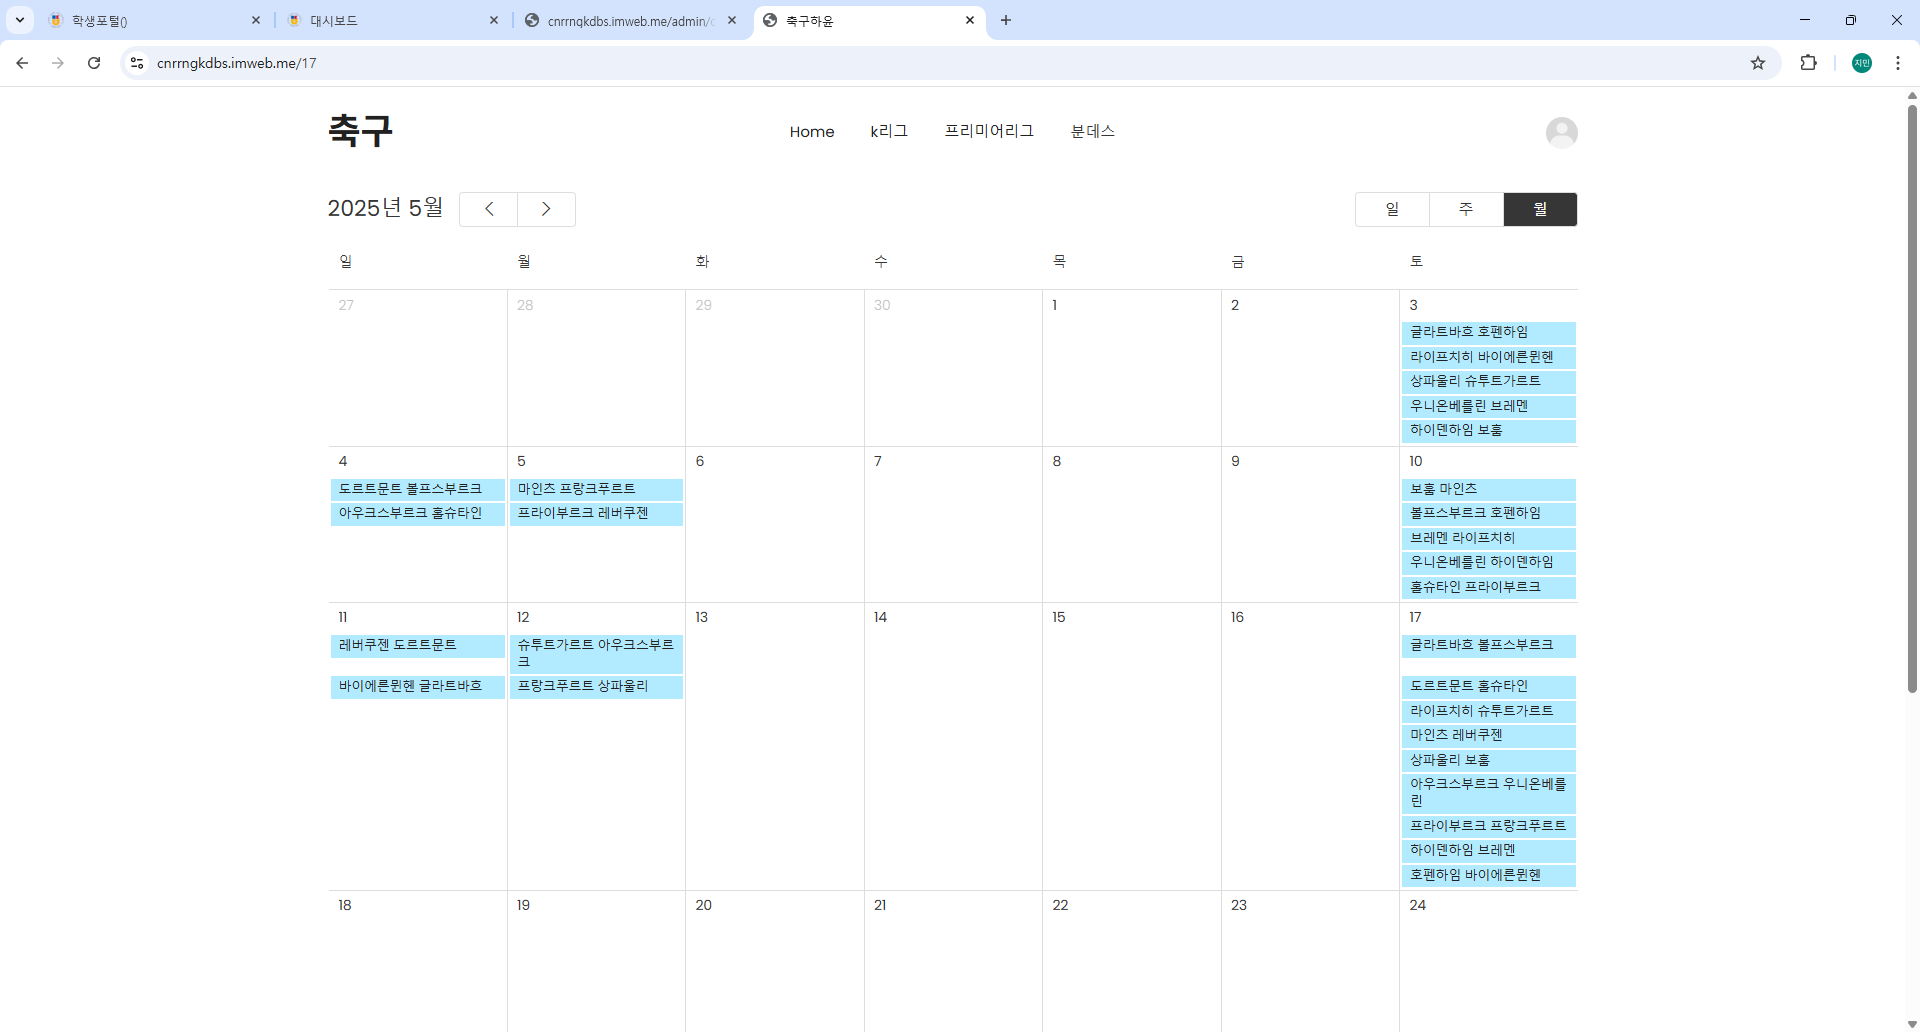 학생포털()
대시보드
cnrrngkdbs.imweb.me/admin/
축구하윤
cnrrngkdbs.imweb.me/17
지민
축구
Home
k리그
프리미어리그
분데스
2025년 5월
일
주
월
일
월
화
수
목
금
토
27
28
29
30
1
2
3
글라트바흐 호펜하임
라이프치히 바이에른뮌헨
상파울리 슈투트가르트
우니온베를린 브레멘
하이덴하임 보훔
4
도르트문트 볼프스부르크
아우크스부르크 홀슈타인
5
마인츠 프랑크푸르트
프라이부르크 레버쿠젠
6
7
8
9
10
보훔 마인츠
볼프스부르크 호펜하임
브레멘 라이프치히
우니온베를린 하이덴하임
홀슈타인 프라이부르크
11
레버쿠젠 도르트문트
바이에른뮌헨 글라트바흐
12
슈투트가르트 아우크스부르
크
프랑크푸르트 상파울리
13
14
15
16
17
글라트바흐 볼프스부르크
도르트문트 홀슈타인
라이프치히 슈투트가르트
마인츠 레버쿠젠
상파울리 보훔
아우크스부르크 우니온베를
린
프라이부르크 프랑크푸르트
하이덴하임 브레멘
호펜하임 바이에른뮌헨
18
19
20
21
22
23
24